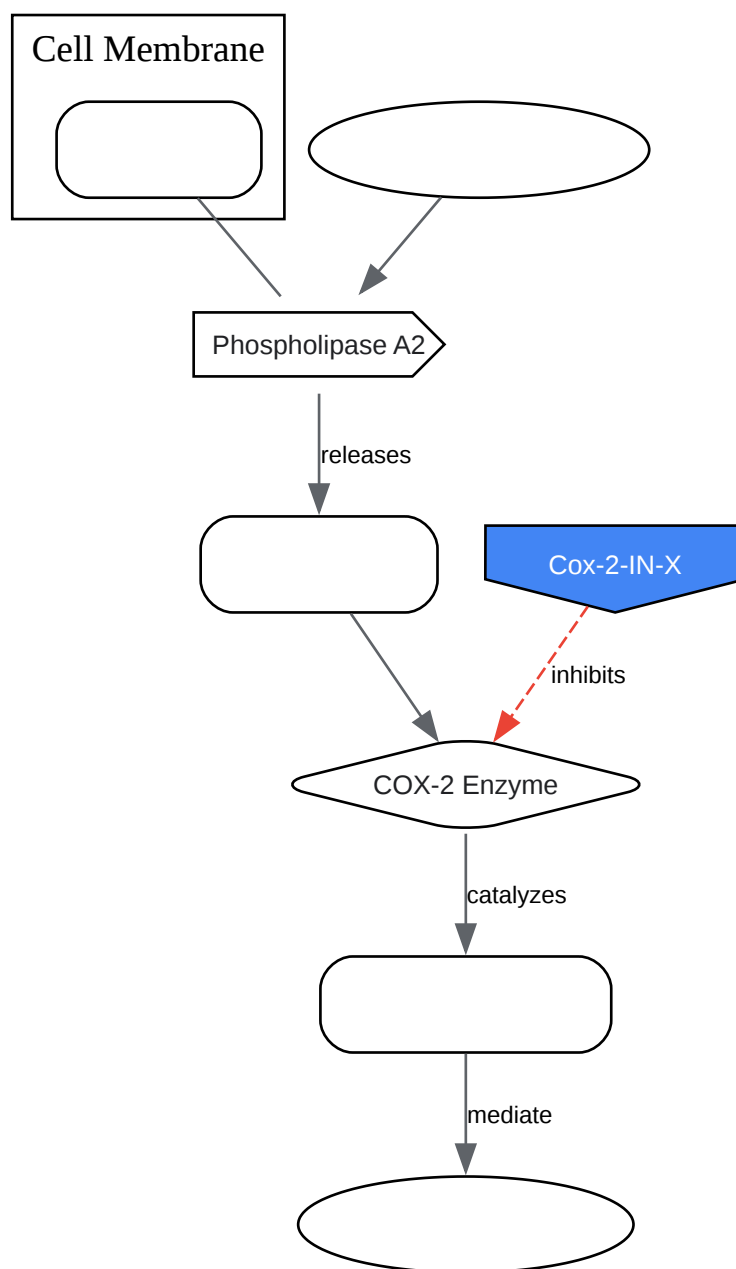 Cell Membrane
Phospholipase A2
releases
Cox-2-IN-X
inhibits
COX-2 Enzyme
catalyzes
mediate